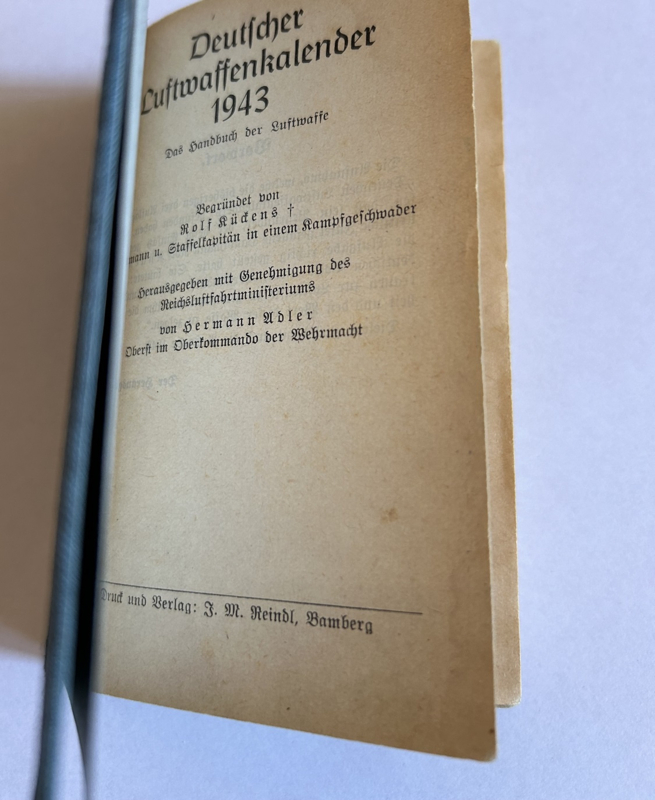 Deutscher
Luftwaffenkalender
1943
Das Handbuch der Luftwaffe
Begründet von
Rolf Kückens †
mann u. Staffelkapitän in einem Kampfgeschwader
Herausgegeben mit Genehmigung des
Reichsluftfahrtministeriums
von Hermann Adler
Oberst im Oberkommando der Wehrmacht
Druck und Verlag: J. M. Reindl, Bamberg